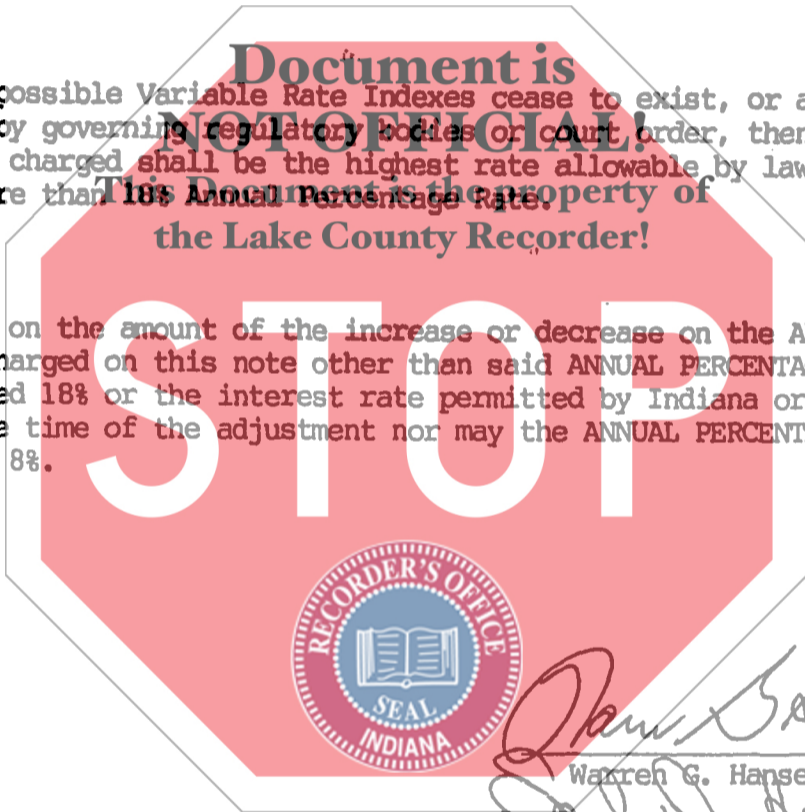 Document is
possible Variable Rate Indexes cease to exist, or a
by governing regulatory bodies or court order, then
NOT OFFICIAL!
charged shall be the highest rate allowable by law
This Document is the property of
re than 18% Annual Percentage Rate.
the Lake County Recorder!
on the amount of the increase or decrease on the A
harged on this note other than said ANNUAL PERCENTA
ed 18% or the interest rate permitted by Indiana or
e time of the adjustment nor may the ANNUAL PERCENT
8%.
STOP
RECORDER'S OFFICE
SEAL
INDIANA
Warren G. Hanse